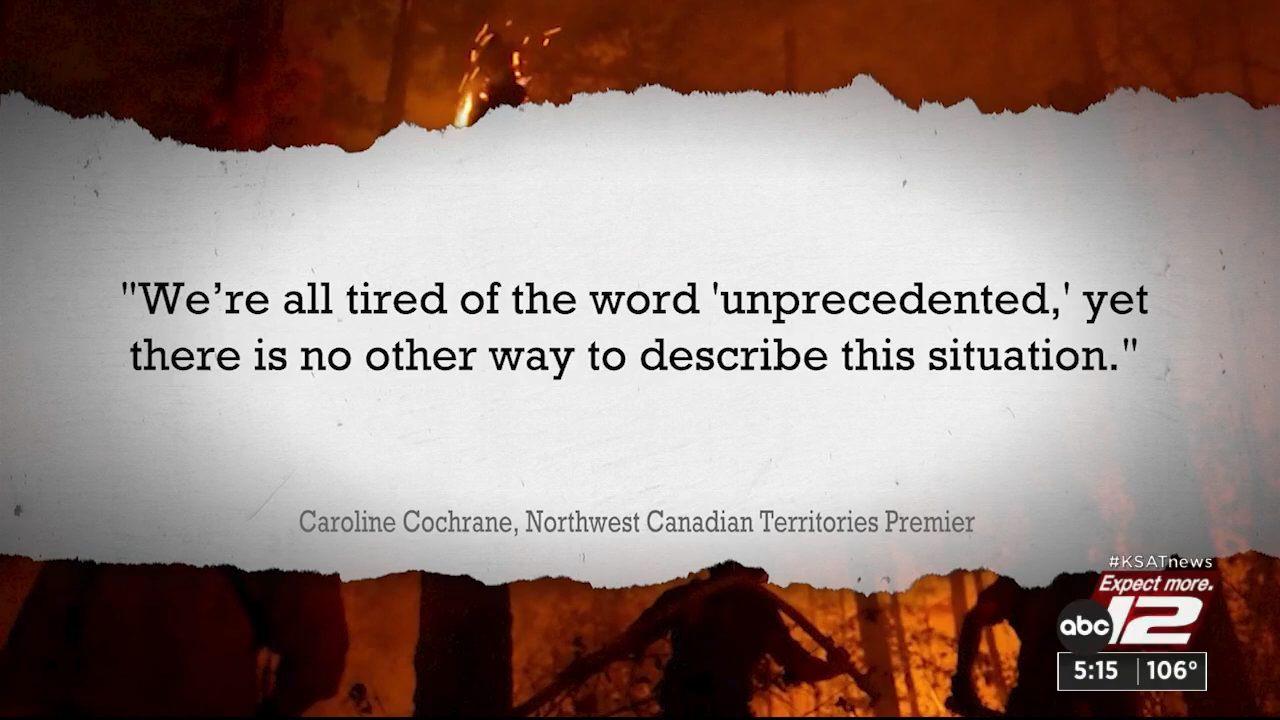 "We’re all tired of the word 'unprecedented,' yet
there is no other way to describe this situation."
Caroline Cochrane, Northwest Canadian Territories Premier
#KSATnews
Expect more.
abc 12
5:15 106°